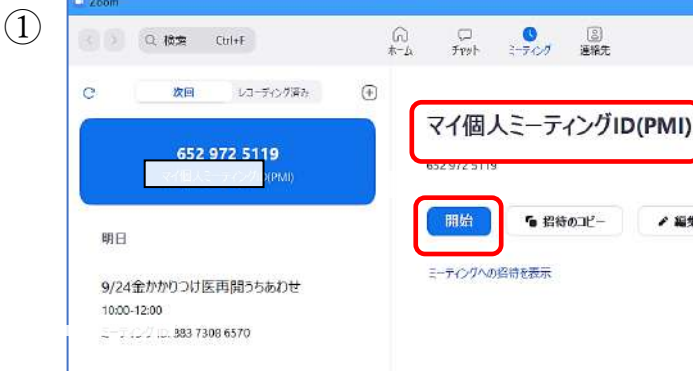 Zoom
①
検索 Ctrl+F
ホーム チャット ミーティング 連絡先
次回 レコーディング済み
マイ個人ミーティングID(PMI)
652 972 5119
(PMI)
652 972 5119
開始 招待のコピー
明日
ミーティングへの招待を表示
9/24金かかりつけ医再開うちあわせ
10:00-12:00
ミーティング ID: 883 7308 6570